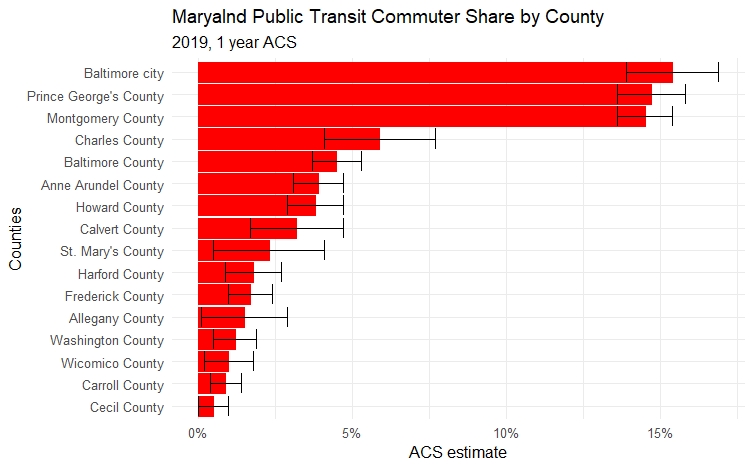 Maryalnd Public Transit Commuter Share by County
2019, 1 year ACS
Counties
Baltimore city
Prince George's County
Montgomery County
Charles County
Baltimore County
Anne Arundel County
Howard County
Calvert County
St. Mary's County
Harford County
Frederick County
Allegany County
Washington County
Wicomico County
Carroll County
Cecil County
0% 5% 10% 15%
ACS estimate